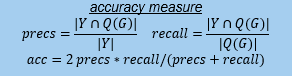 accuracy measure
precs = |Y ∩ Q(G)| / |Y| recall = |Y ∩ Q(G)| / |Q(G)|
acc = 2 precs * recall/(precs + recall)